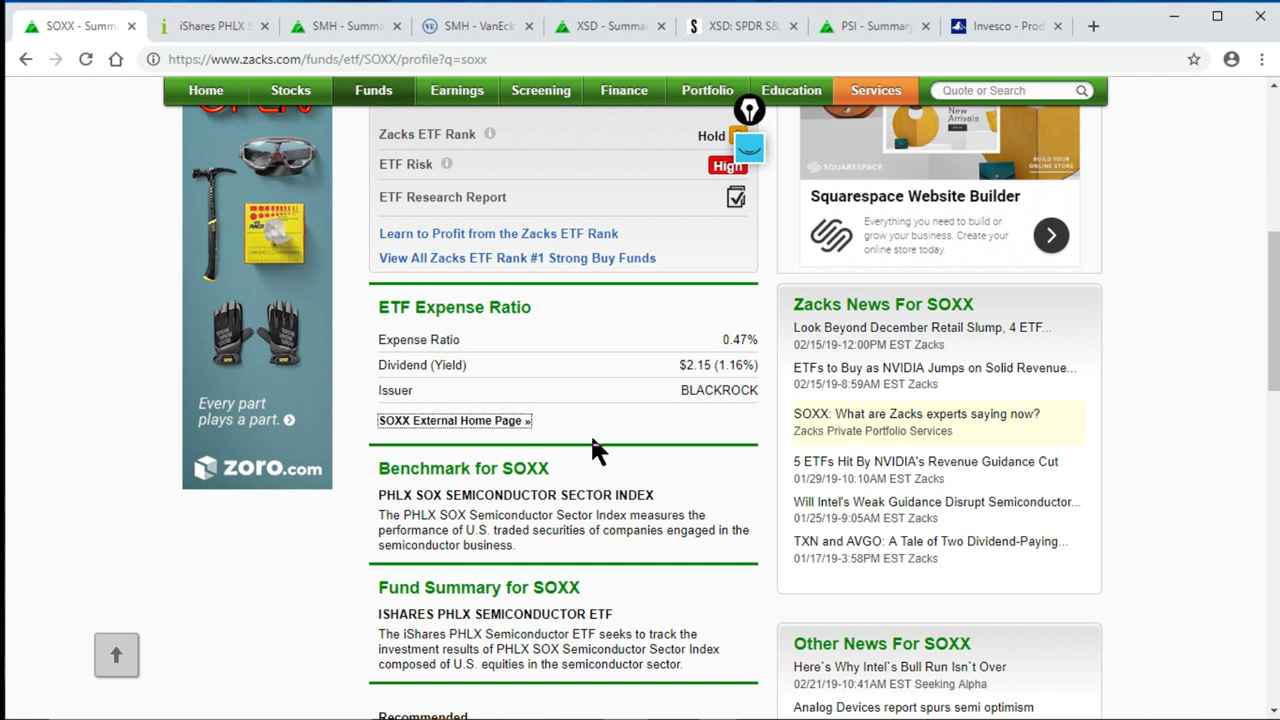 SOXX - Summ
iShares PHLX S
SMH - Summa
SMH - VanEck
XSD - Summa
XSD: SPDR S&
PSI - Summary
Invesco - Prod
https://www.zacks.com/funds/etf/SOXX/profile?q=soxx
Home
Stocks
Funds
Earnings
Screening
Finance
Portfolio
Education
Services
Quote or Search
Every part
plays a part.
zoro.com
Zacks ETF Rank
Hold
ETF Risk
High
ETF Research Report
Learn to Profit from the Zacks ETF Rank
View All Zacks ETF Rank #1 Strong Buy Funds
ETF Expense Ratio
Expense Ratio 0.47%
Dividend (Yield) $2.15 (1.16%)
Issuer BLACKROCK
SOXX External Home Page »
Benchmark for SOXX
PHLX SOX SEMICONDUCTOR SECTOR INDEX
The PHLX SOX Semiconductor Sector Index measures the
performance of U.S. traded securities of companies engaged in the
semiconductor business.
Fund Summary for SOXX
ISHARES PHLX SEMICONDUCTOR ETF
The iShares PHLX Semiconductor ETF seeks to track the
investment results of PHLX SOX Semiconductor Sector Index
composed of U.S. equities in the semiconductor sector.
Recommended
New
Arrivals
SQUARESPACE
BUILD YOUR
ONLINE STORE
Squarespace Website Builder
Everything you need to build or
grow your business. Create your
online store today.
Zacks News For SOXX
Look Beyond December Retail Slump, 4 ETF...
02/15/19-12:00PM EST Zacks
ETFs to Buy as NVIDIA Jumps on Solid Revenue...
02/15/19-8:59AM EST Zacks
SOXX: What are Zacks experts saying now?
Zacks Private Portfolio Services
5 ETFs Hit By NVIDIA's Revenue Guidance Cut
01/29/19-10:10AM EST Zacks
Will Intel's Weak Guidance Disrupt Semiconductor...
01/25/19-9:05AM EST Zacks
TXN and AVGO: A Tale of Two Dividend-Paying...
01/17/19-3:58PM EST Zacks
Other News For SOXX
Here`s Why Intel`s Bull Run Isn`t Over
02/21/19-10:41AM EST Seeking Alpha
Analog Devices report spurs semi optimism